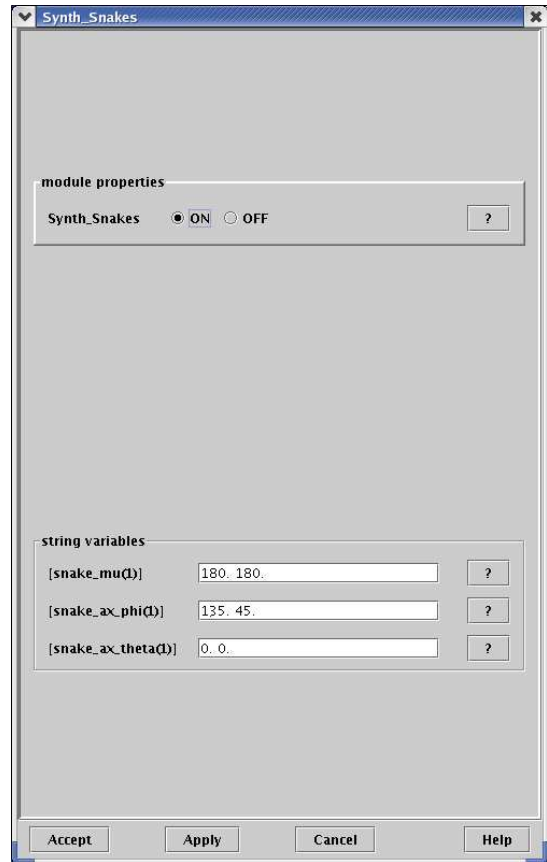 Synth_Snakes
module properties
Synth_Snakes ON OFF ?
string variables
[snake_mu(1)] 180. 180. ?
[snake_ax_phi(1)] 135. 45. ?
[snake_ax_theta(1)] 0. 0. ?
Accept Apply Cancel Help